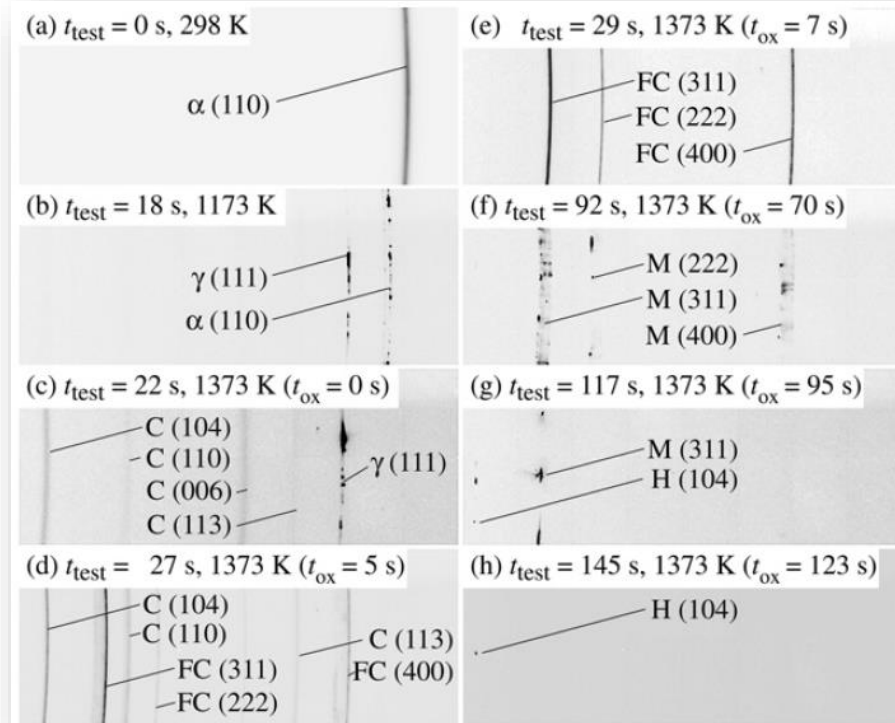 (a) t_test = 0 s, 298 K
α (110)
(b) t_test = 18 s, 1173 K
γ (111)
α (110)
(c) t_test = 22 s, 1373 K (t_ox = 0 s)
C (104)
C (110)
C (006)
C (113)
γ (111)
(d) t_test = 27 s, 1373 K (t_ox = 5 s)
C (104)
C (110)
FC (311)
FC (222)
C (113)
FC (400)
(e) t_test = 29 s, 1373 K (t_ox = 7 s)
FC (311)
FC (222)
FC (400)
(f) t_test = 92 s, 1373 K (t_ox = 70 s)
M (222)
M (311)
M (400)
(g) t_test = 117 s, 1373 K (t_ox = 95 s)
M (311)
H (104)
(h) t_test = 145 s, 1373 K (t_ox = 123 s)
H (104)